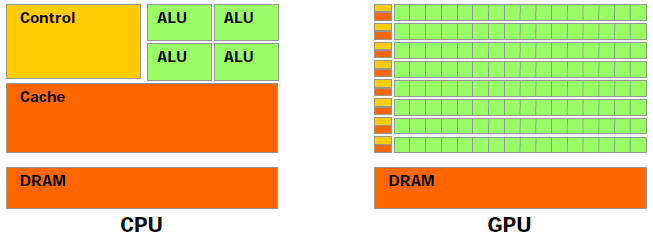 Control
ALU
ALU
ALU
ALU
Cache
DRAM
CPU
DRAM
GPU